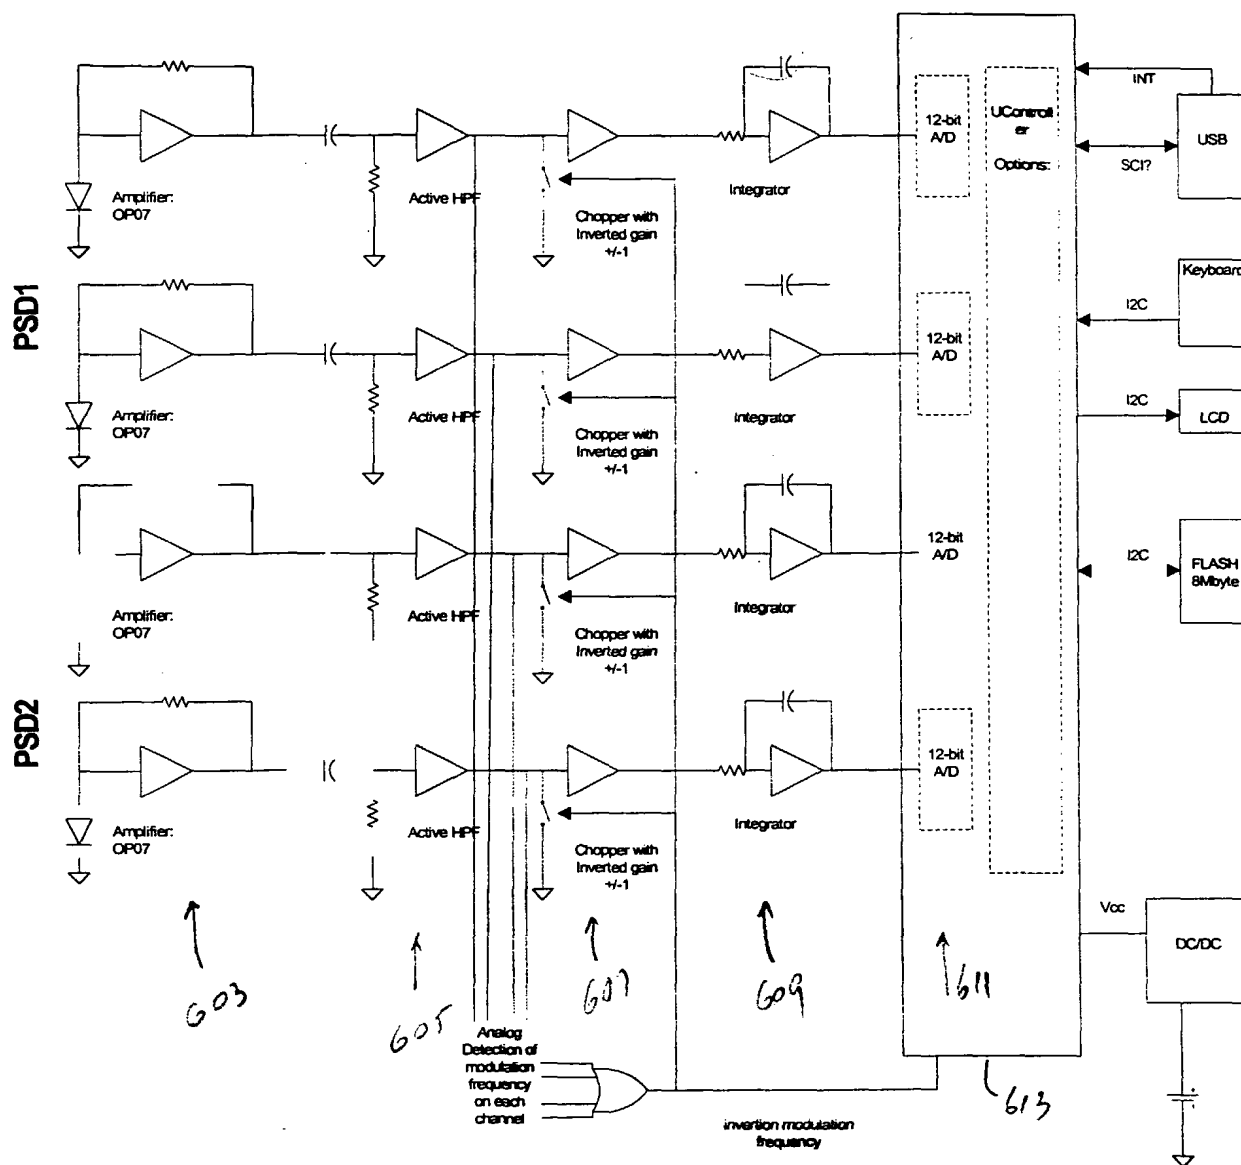 PSD1
PSD2
Amplifier:
OP07
Active HPF
Chopper with
Inverted gain
+/-1
Integrator
12-bit
A/D
Amplifier:
OP07
Active HPF
Chopper with
Inverted gain
+/-1
Integrator
12-bit
A/D
Amplifier:
OP07
Active HPF
Chopper with
Inverted gain
+/-1
Integrator
12-bit
A/D
Amplifier:
OP07
Active HPF
Chopper with
Inverted gain
+/-1
Integrator
12-bit
A/D
UControll
er
Options:
INT
SCI?
USB
I2C
Keyboard
I2C
LCD
I2C
FLASH
8Mbyte
Vcc
DC/DC
603
605
607
609
611
613
Analog
Detection of
modulation
frequency
on each
channel
invertion modulation
frequency